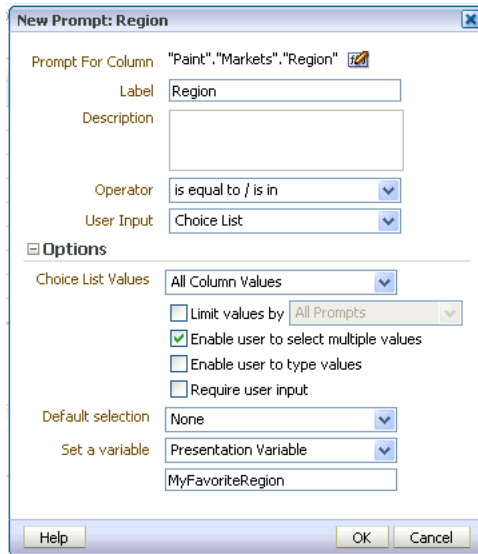 New Prompt: Region
Prompt For Column "Paint"."Markets"."Region"
Label Region
Description
Operator is equal to / is in
User Input Choice List
Options
Choice List Values All Column Values
Limit values by All Prompts
Enable user to select multiple values
Enable user to type values
Require user input
Default selection None
Set a variable Presentation Variable
MyFavoriteRegion
Help OK Cancel